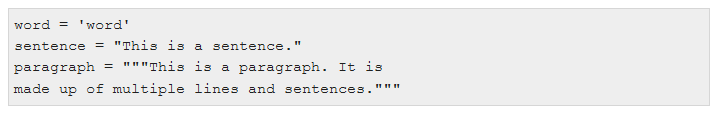 word = 'word'
sentence = "This is a sentence."
paragraph = """This is a paragraph. It is
made up of multiple lines and sentences."""